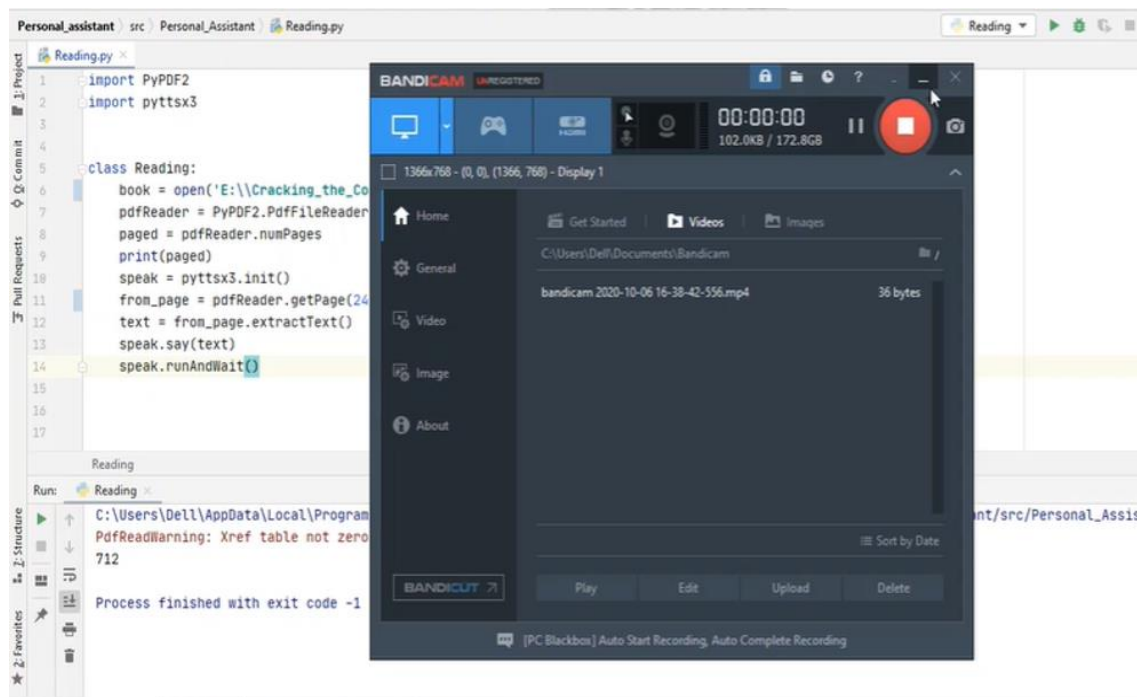 Personal_assistant src Personal_Assistant Reading.py
Reading
Reading.py
1: Project
Commit
Pull Requests
1 import PyPDF2
2 import pyttsx3
3
4
5 class Reading:
6 book = open('E:\\Cracking_the_Co
7 pdfReader = PyPDF2.PdfFileReader
8 paged = pdfReader.numPages
9 print(paged)
10 speak = pyttsx3.init()
11 from_page = pdfReader.getPage(24
12 text = from_page.extractText()
13 speak.say(text)
14 speak.runAndWait()
15
16
17
Reading
BANDICAM UNREGISTERED
?
HDMI
00:00:00
102.0KB / 172.8GB
1366x768 - (0, 0), (1366, 768) - Display 1
Home
General
Video
Image
About
Get Started Videos Images
C:\Users\Dell\Documents\Bandicam
/
bandicam 2020-10-06 16-38-42-556.mp4 36 bytes
Sort by Date
BANDICUT
Play Edit Upload Delete
[PC Blackbox] Auto Start Recording, Auto Complete Recording
Run: Reading
Z: Structure
2: Favorites
C:\Users\Dell\AppData\Local\Program
nt/src/Personal_Assis
PdfReadWarning: Xref table not zero
712
Process finished with exit code -1